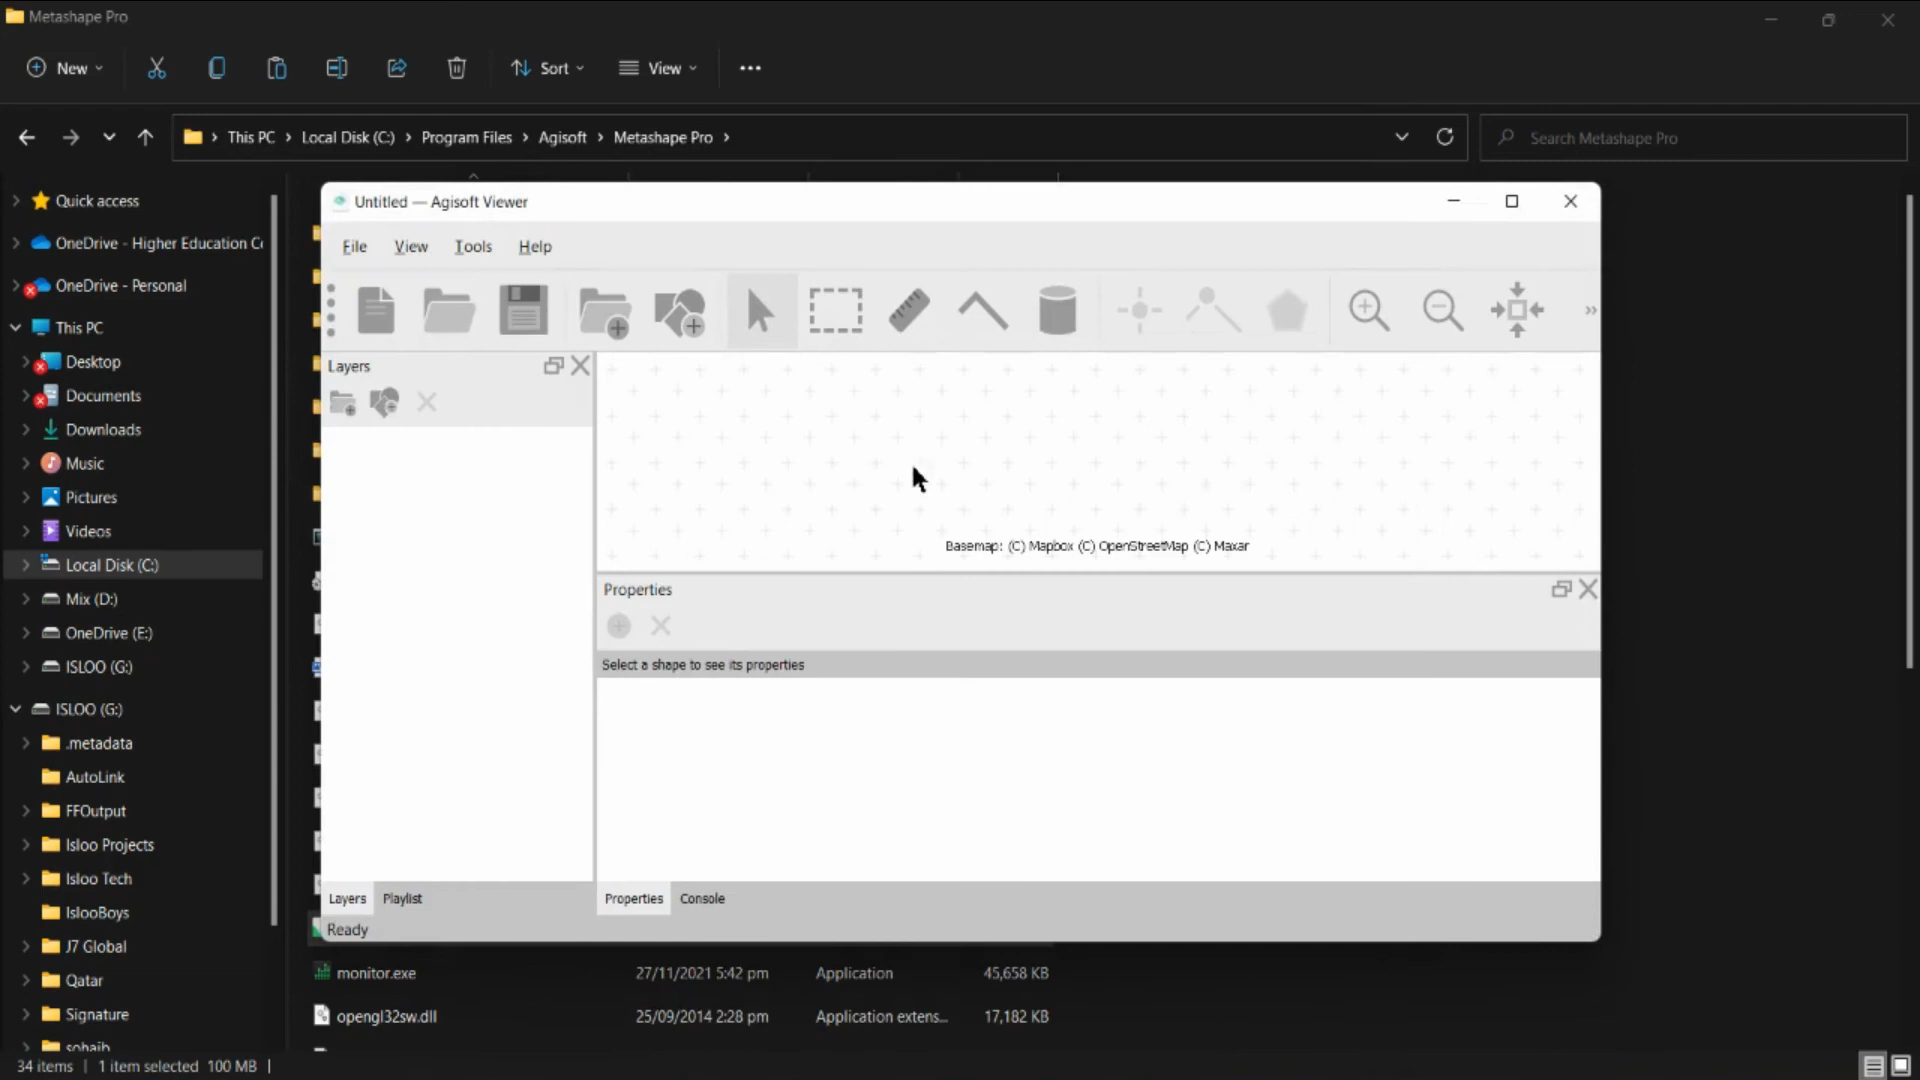 Metashape Pro
New
Sort
View
This PC
Local Disk (C:)
Program Files
Agisoft
Metashape Pro
Search Metashape Pro
Quick access
OneDrive - Higher Education
OneDrive - Personal
This PC
Desktop
Documents
Downloads
Music
Pictures
Videos
Local Disk (C:)
Mix (D:)
OneDrive (E:)
ISLOO (G:)
ISLOO (G:)
.metadata
AutoLink
FFOutput
Isloo Projects
Isloo Tech
IslooBoys
J7 Global
Qatar
Signature
sohaib
Untitled — Agisoft Viewer
File View Tools Help
Layers
Basemap: (C) Mapbox (C) OpenStreetMap (C) Maxar
Properties
Select a shape to see its properties
Layers Playlist
Properties Console
Ready
monitor.exe 27/11/2021 5:42 pm Application 45,658 KB
opengl32sw.dll 25/09/2014 2:28 pm Application extens... 17,182 KB
34 items 1 item selected 100 MB